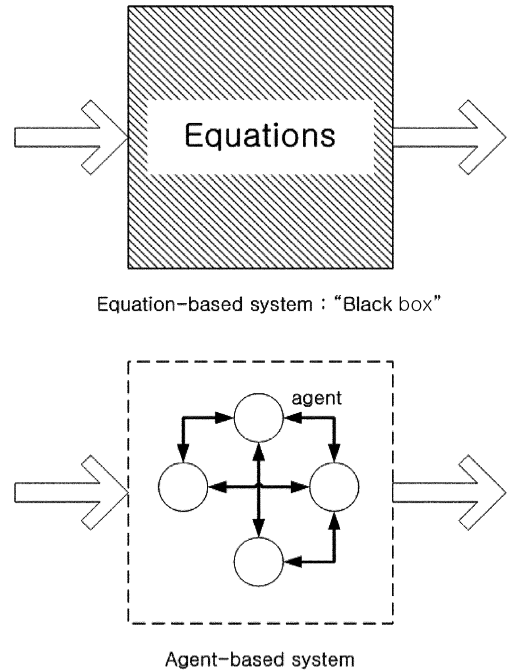 Equations
Equation-based system : “Black box”
agent
Agent-based system